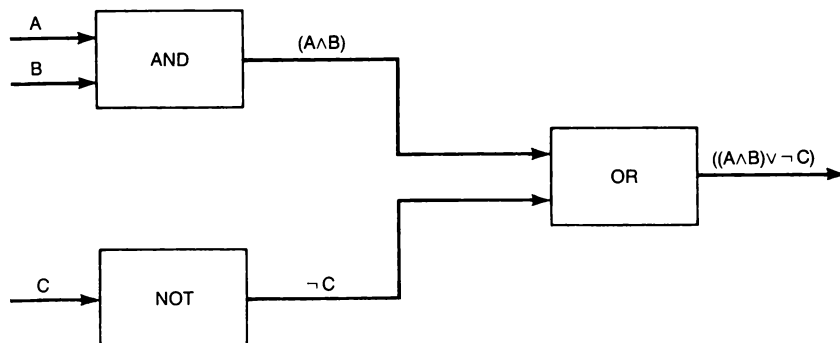 A
B
AND
(A∧B)
OR
((A∧B)∨ ¬ C)
C
NOT
¬ C